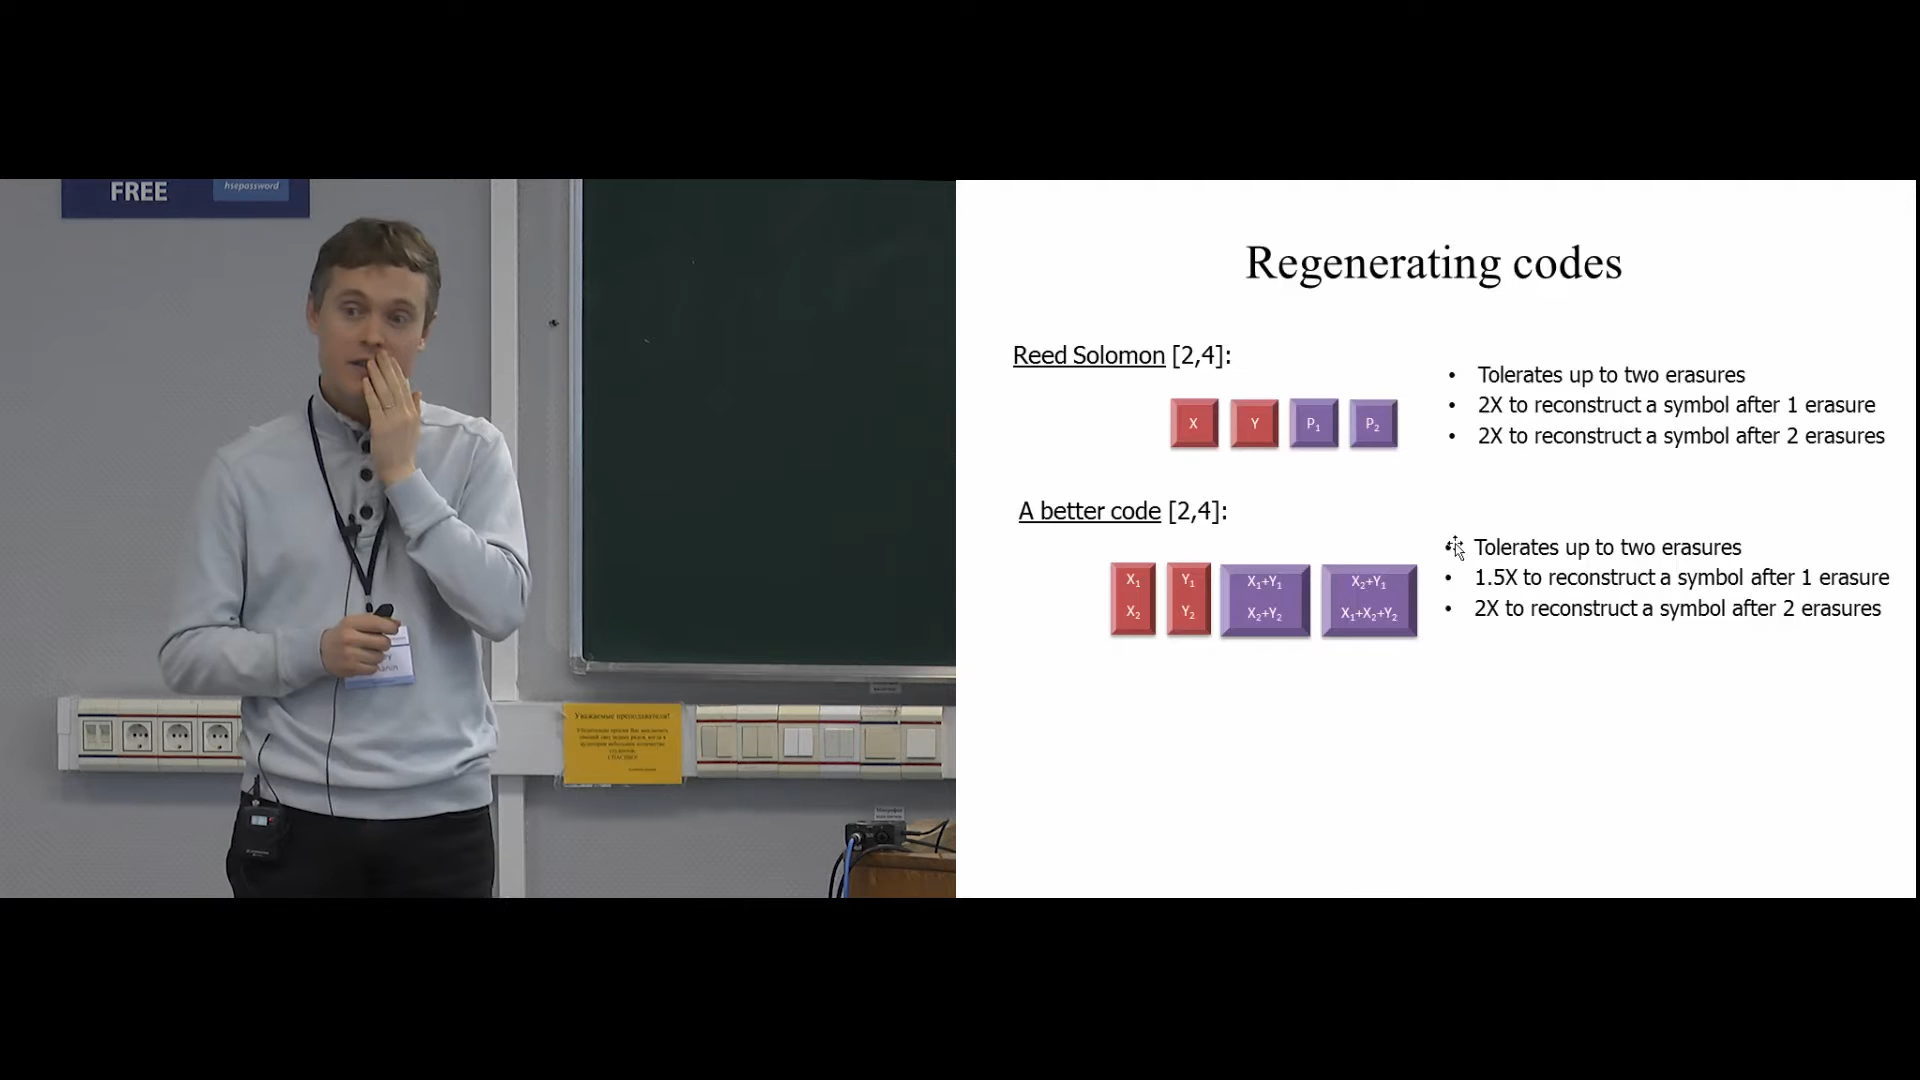 FREE
hsepassword
Уважаемые преподаватели!
СПАСИБО!
Regenerating codes
Reed Solomon [2,4]:
X Y P₁ P₂
• Tolerates up to two erasures
• 2X to reconstruct a symbol after 1 erasure
• 2X to reconstruct a symbol after 2 erasures
A better code [2,4]:
X₁ Y₁ X₁+Y₁ X₂+Y₁
X₂ Y₂ X₂+Y₂ X₁+X₂+Y₂
• Tolerates up to two erasures
• 1.5X to reconstruct a symbol after 1 erasure
• 2X to reconstruct a symbol after 2 erasures